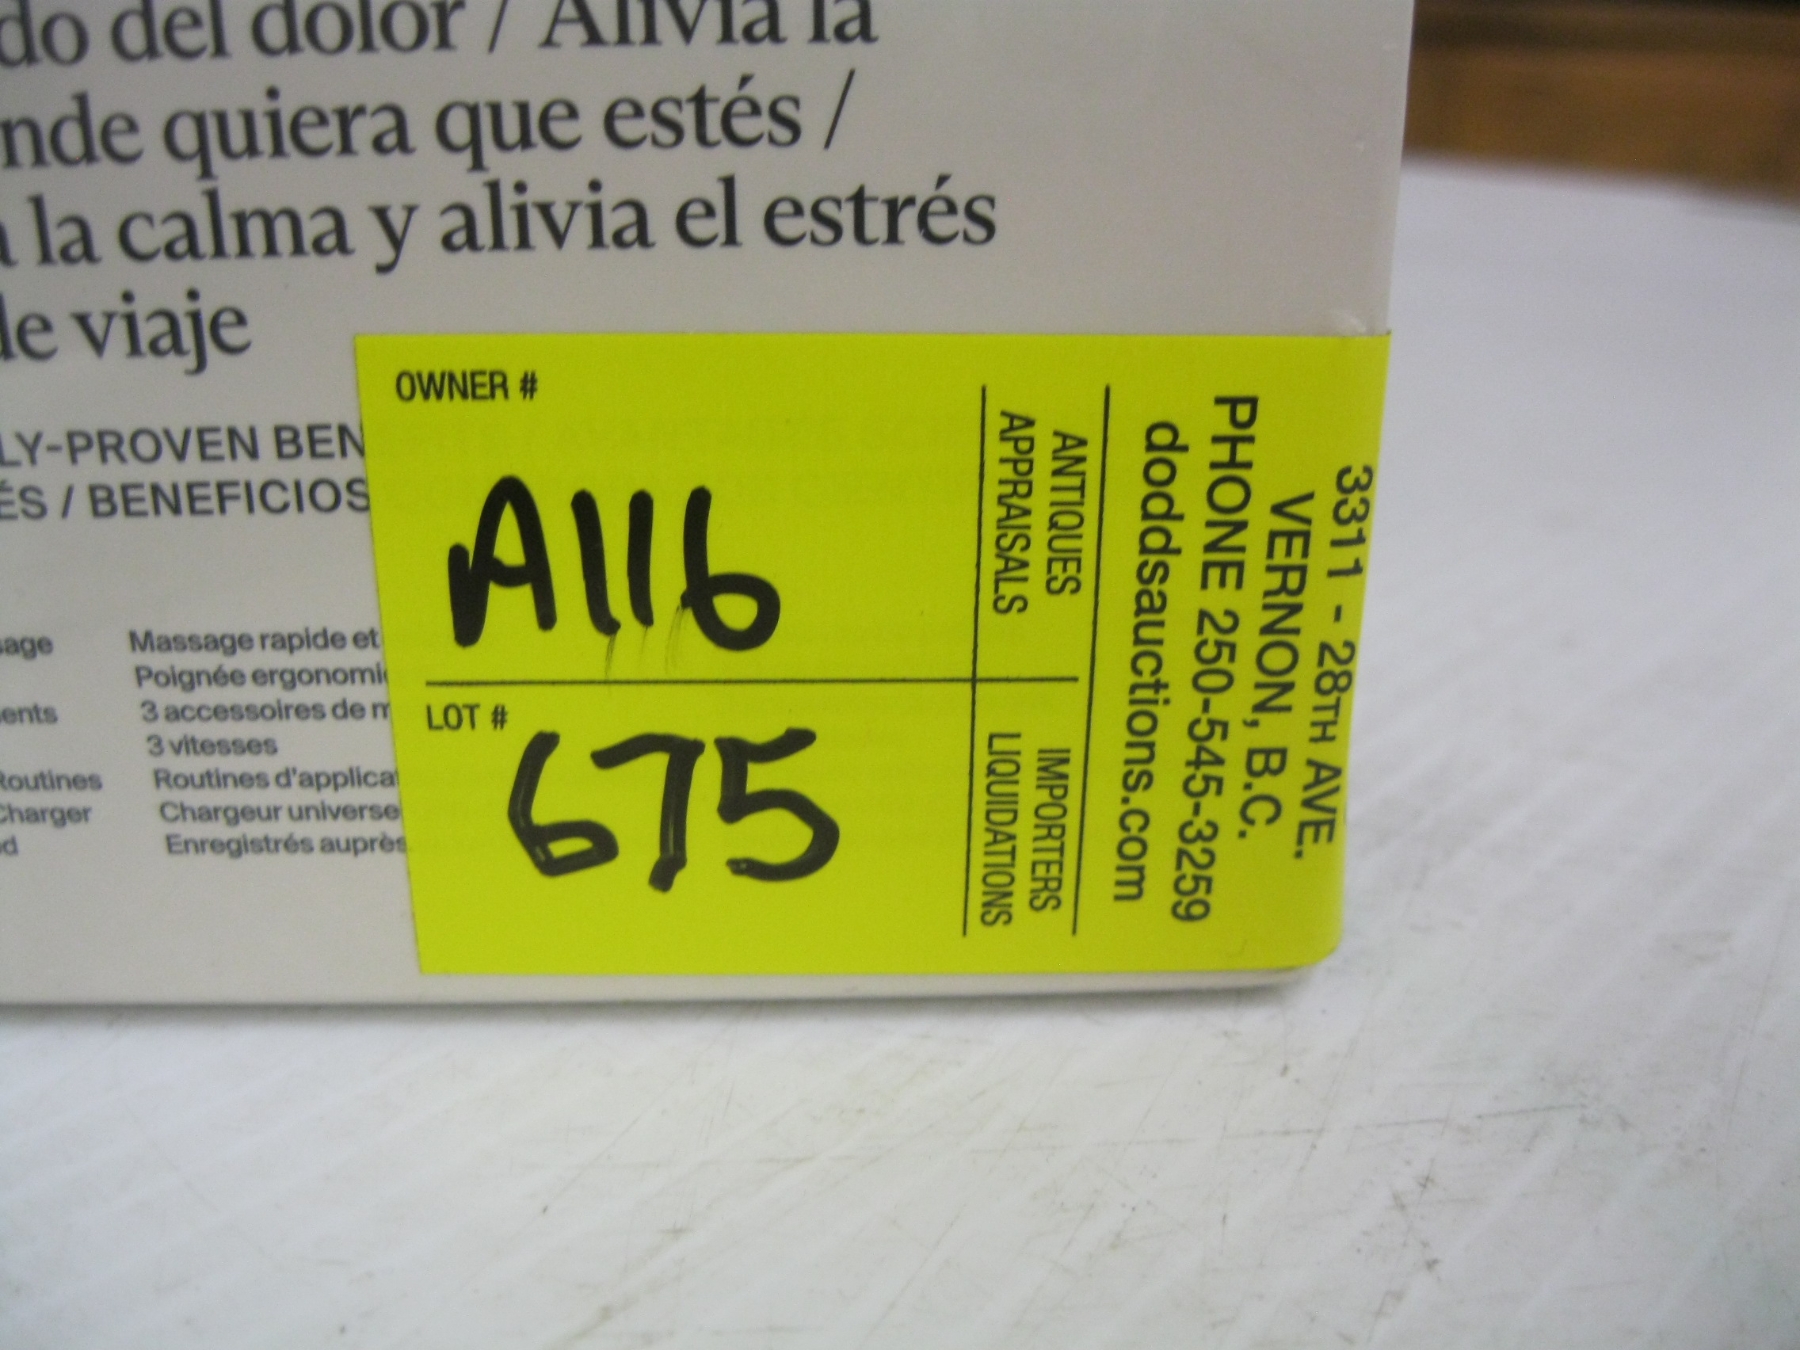 do del dolor / Alivia la
nde quiera que estés /
a la calma y alivia el estrés
de viaje
LY-PROVEN BEN
ÉS / BENEFICIOS
sage Massage rapide et
Poignée ergonomi
ents 3 accessoires de m
3 vitesses
Routines Routines d'applica
Charger Chargeur universe
d Enregistrés auprès
OWNER #
A116
LOT #
675
ANTIQUES
APPRAISALS
IMPORTERS
LIQUIDATIONS
3311 - 28TH AVE.
VERNON, B.C.
PHONE 250-545-3259
doddsauctions.com